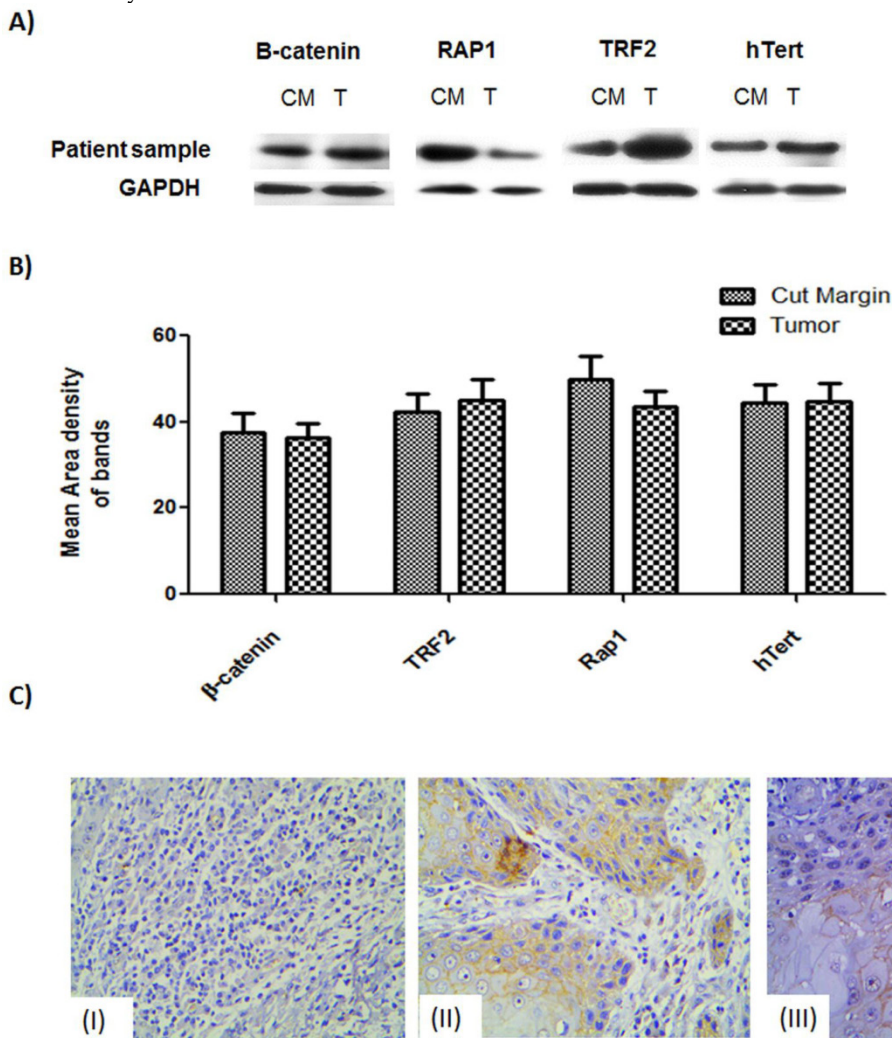 A)
B-catenin RAP1 TRF2 hTert
CM T CM T CM T CM T
Patient sample
GAPDH
B)
Cut Margin
Tumor
Mean Area density
of bands
60
40
20
0
β-catenin TRF2 Rap1 hTert
C)
(I) (II) (III)